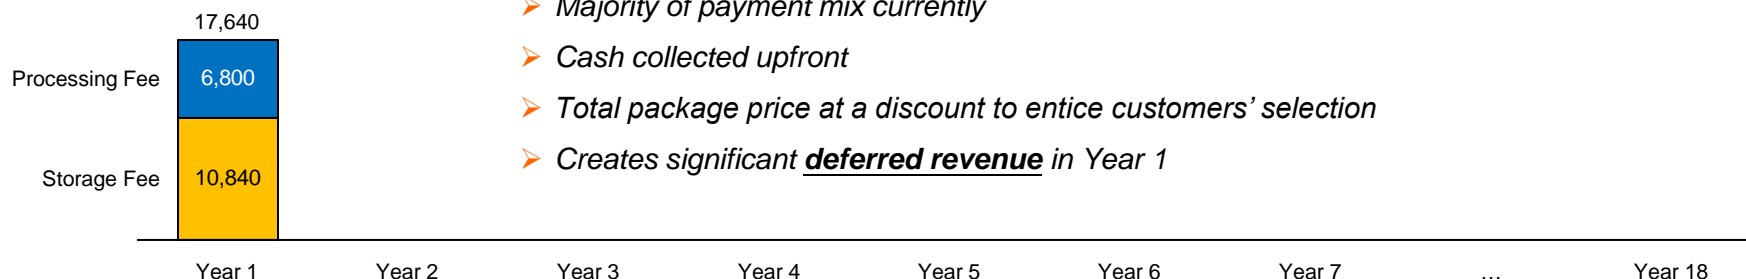 Majority of payment mix currently
17,640
Processing Fee
6,800
Cash collected upfront
Total package price at a discount to entice customers’ selection
Creates significant deferred revenue in Year 1
Storage Fee
10,840
Year 1 Year 2 Year 3 Year 4 Year 5 Year 6 Year 7 … Year 18